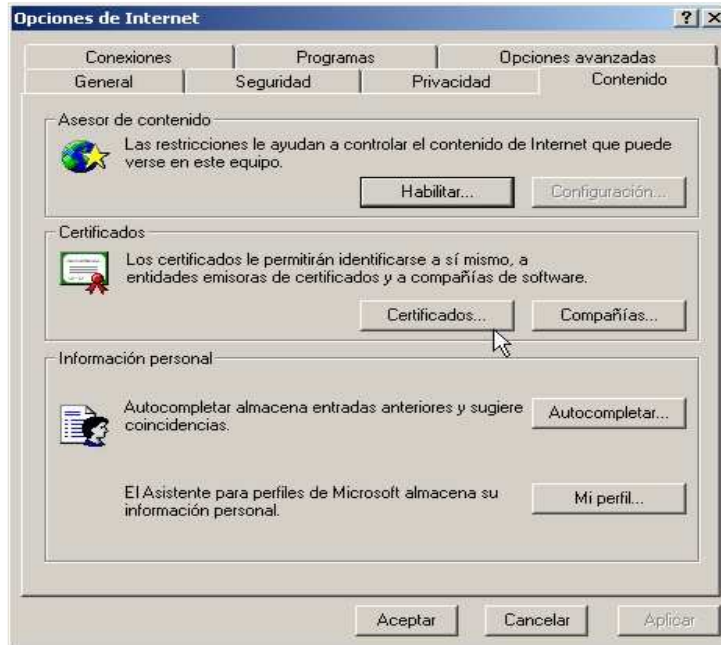 Opciones de Internet
Conexiones Programas Opciones avanzadas
General Seguridad Privacidad Contenido
Asesor de contenido
Las restricciones le ayudan a controlar el contenido de Internet que puede
verse en este equipo.
Habilitar... Configuración...
Certificados
Los certificados le permitirán identificarse a sí mismo, a
entidades emisoras de certificados y a compañías de software.
Certificados... Compañías...
Información personal
Autocompletar almacena entradas anteriores y sugiere
coincidencias.
Autocompletar...
El Asistente para perfiles de Microsoft almacena su
información personal.
Mi perfil...
Aceptar Cancelar Aplicar